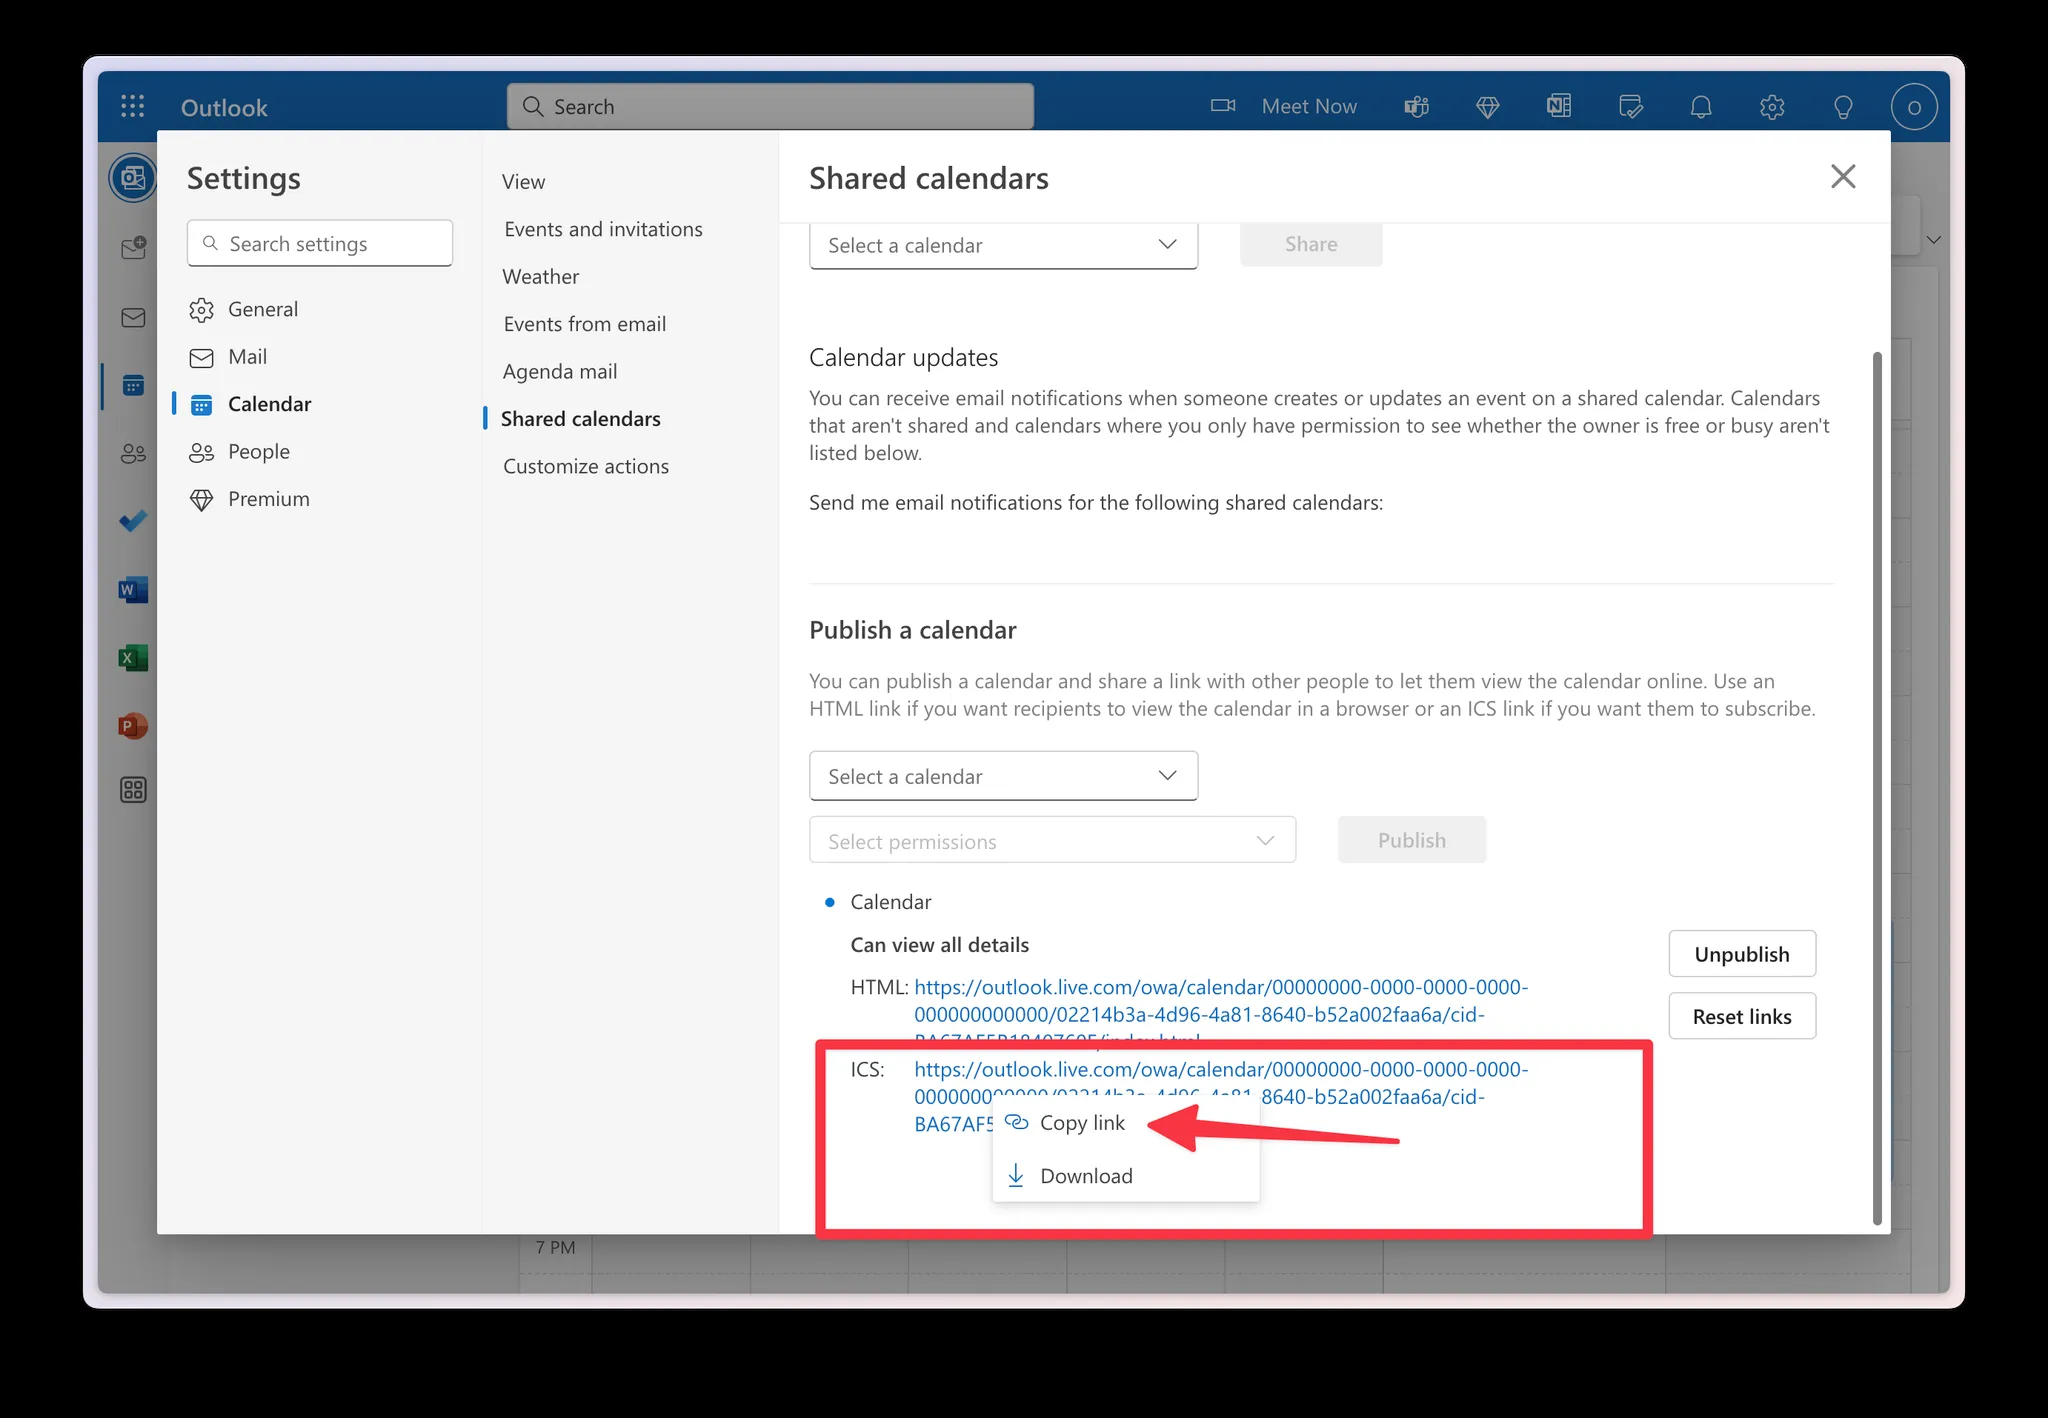 Outlook
Search
Meet Now
Settings
Search settings
General
Mail
Calendar
People
Premium
View
Events and invitations
Weather
Events from email
Agenda mail
Shared calendars
Customize actions
Shared calendars
Select a calendar
Share
Calendar updates
You can receive email notifications when someone creates or updates an event on a shared calendar. Calendars
that aren't shared and calendars where you only have permission to see whether the owner is free or busy aren't
listed below.
Send me email notifications for the following shared calendars:
Publish a calendar
You can publish a calendar and share a link with other people to let them view the calendar online. Use an
HTML link if you want recipients to view the calendar in a browser or an ICS link if you want them to subscribe.
Select a calendar
Select permissions
Publish
Calendar
Can view all details
Unpublish
HTML: https://outlook.live.com/owa/calendar/00000000-0000-0000-0000-
000000000000/02214b3a-4d96-4a81-8640-b52a002faa6a/cid-
Reset links
ICS: https://outlook.live.com/owa/calendar/00000000-0000-0000-0000-
8640-b52a002faa6a/cid-
BA67AF5
Copy link
Download
7 PM